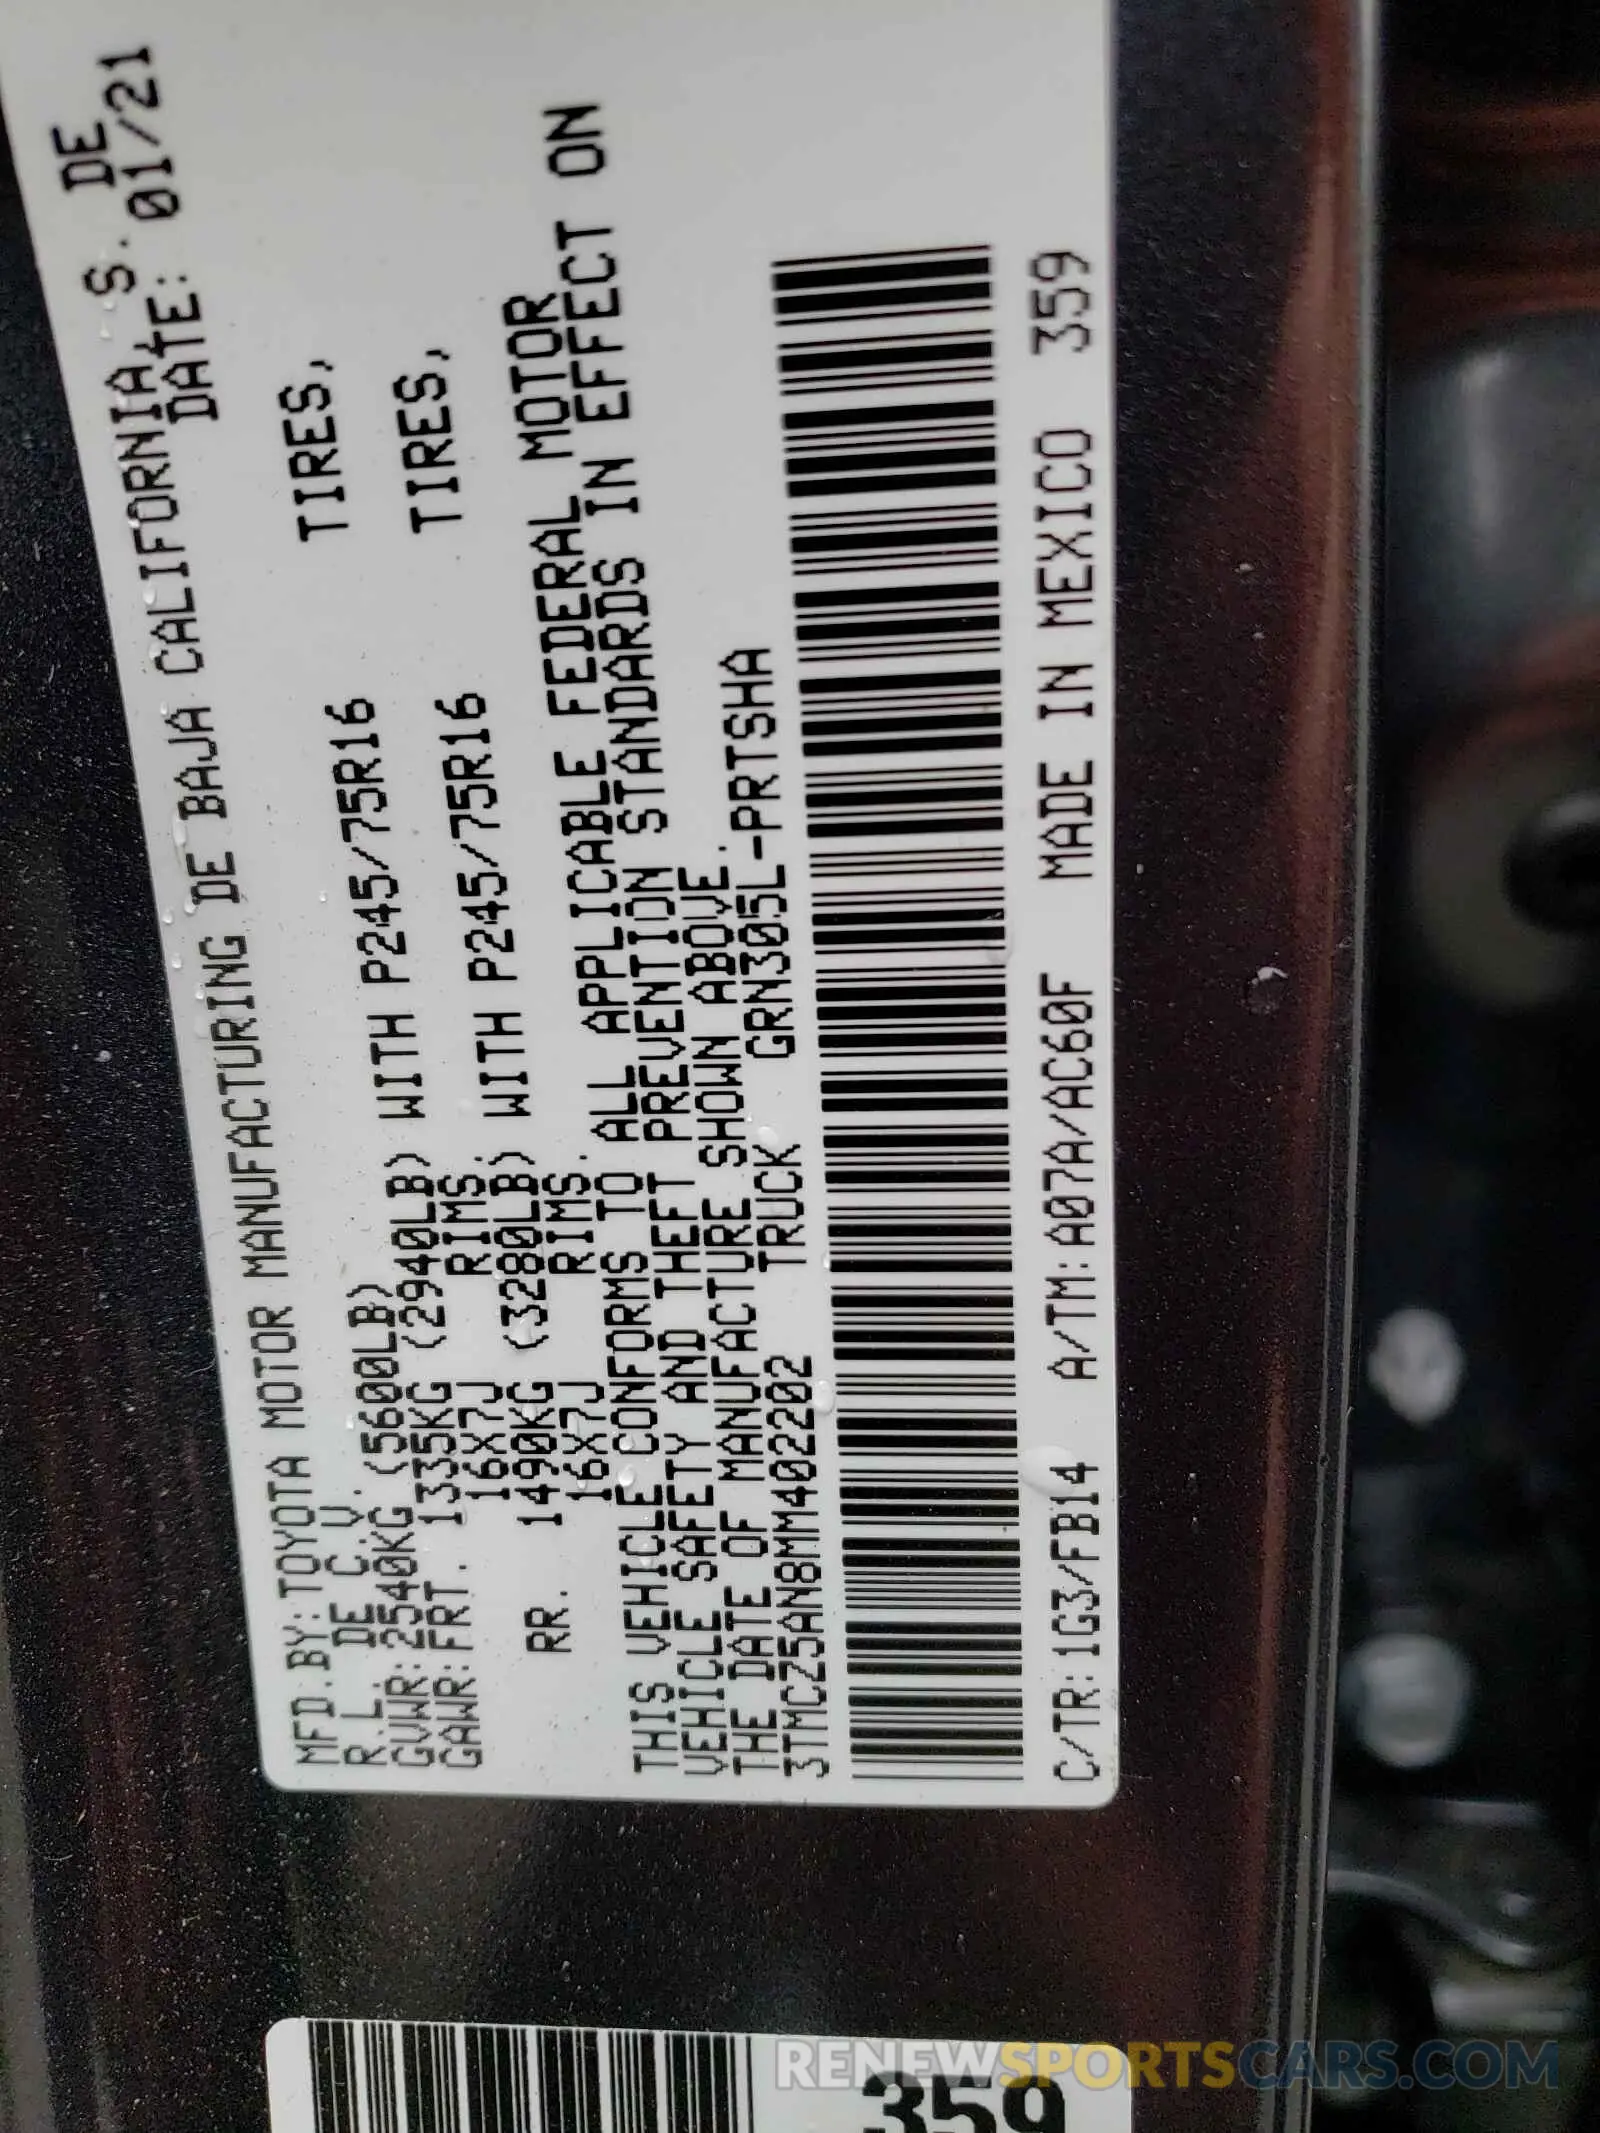 MFD.BY:TOYOTA MOTOR MANUFACTURING DE BAJA CALIFORNIA, S. DE
R.L. DE C.V. DATE: 01/21
GVWR: 2540KG (5600LB)
GAWR: FRT. 1335KG (2940LB) WITH P245/75R16 TIRES,
16X7J RIMS.
RR. 1490KG (3280LB) WITH P245/75R16 TIRES,
16X7J RIMS.
THIS VEHICLE CONFORMS TO ALL APPLICABLE FEDERAL MOTOR
VEHICLE SAFETY AND THEFT PREVENTION STANDARDS IN EFFECT ON
THE DATE OF MANUFACTURE SHOWN ABOVE.
3TMCZ5AN8MM402202 TRUCK GRN305L-PRTSHA
C/TR: 1G3/FB14 A/TM: A07A/AC60F MADE IN MEXICO 359
359
RENEWSPORTSCARS.COM